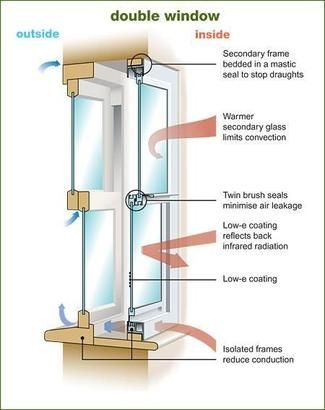 double window
outside
inside
Secondary frame
bedded in a mastic
seal to stop draughts
Warmer
secondary glass
limits convection
Twin brush seals
minimise air leakage
Low-e coating
reflects back
infrared radiation
Low-e coating
Isolated frames
reduce conduction